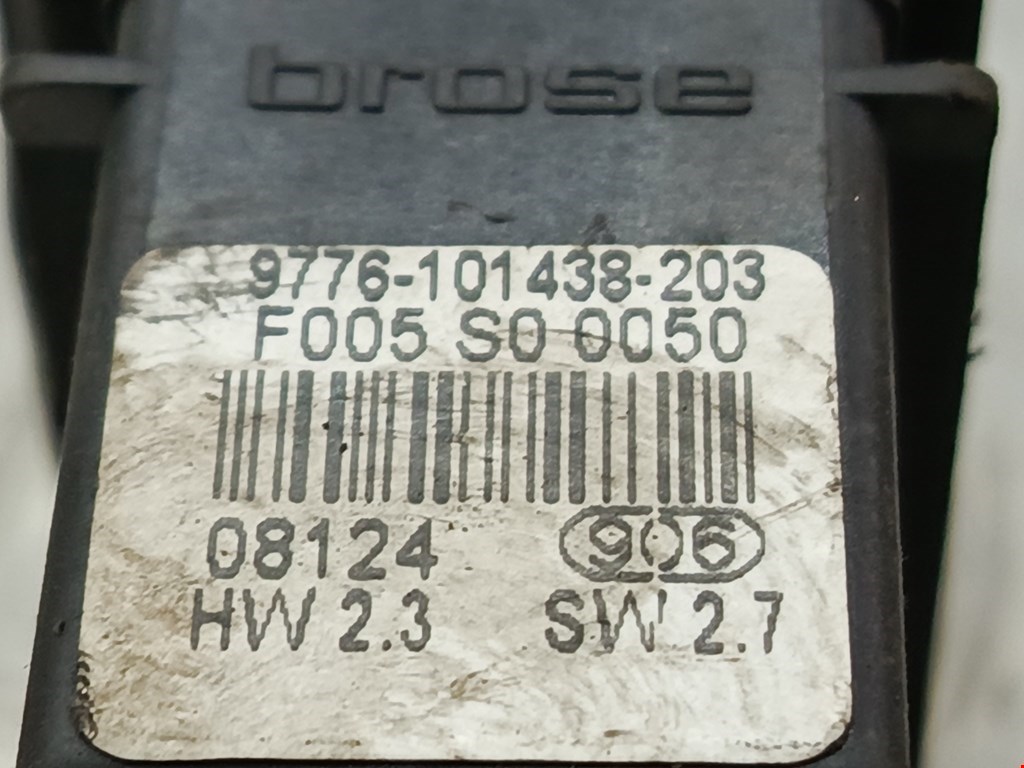 brose
9776-101438-203
F005 S0 0050
08124 906
HW 2.3 SW 2.7